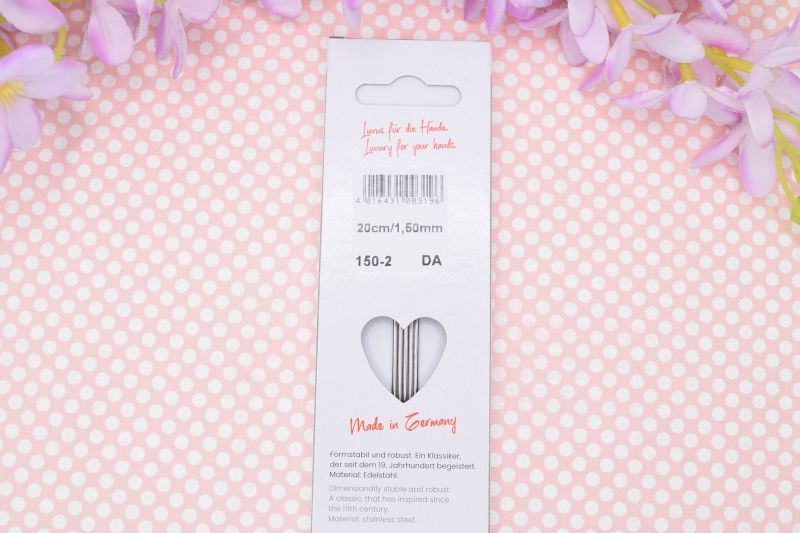 Luxus für die Hände.
Luxury for your hands.
4 016431 003196
20cm/1,50mm
150-2 DA
Made in Germany
Formstabil und robust. Ein Klassiker,
der seit dem 19. Jahrhundert begeistert.
Material: Edelstahl.
Dimensionally stable and robust.
A classic, that has inspired since
the 19th century.
Material: stainless steel.